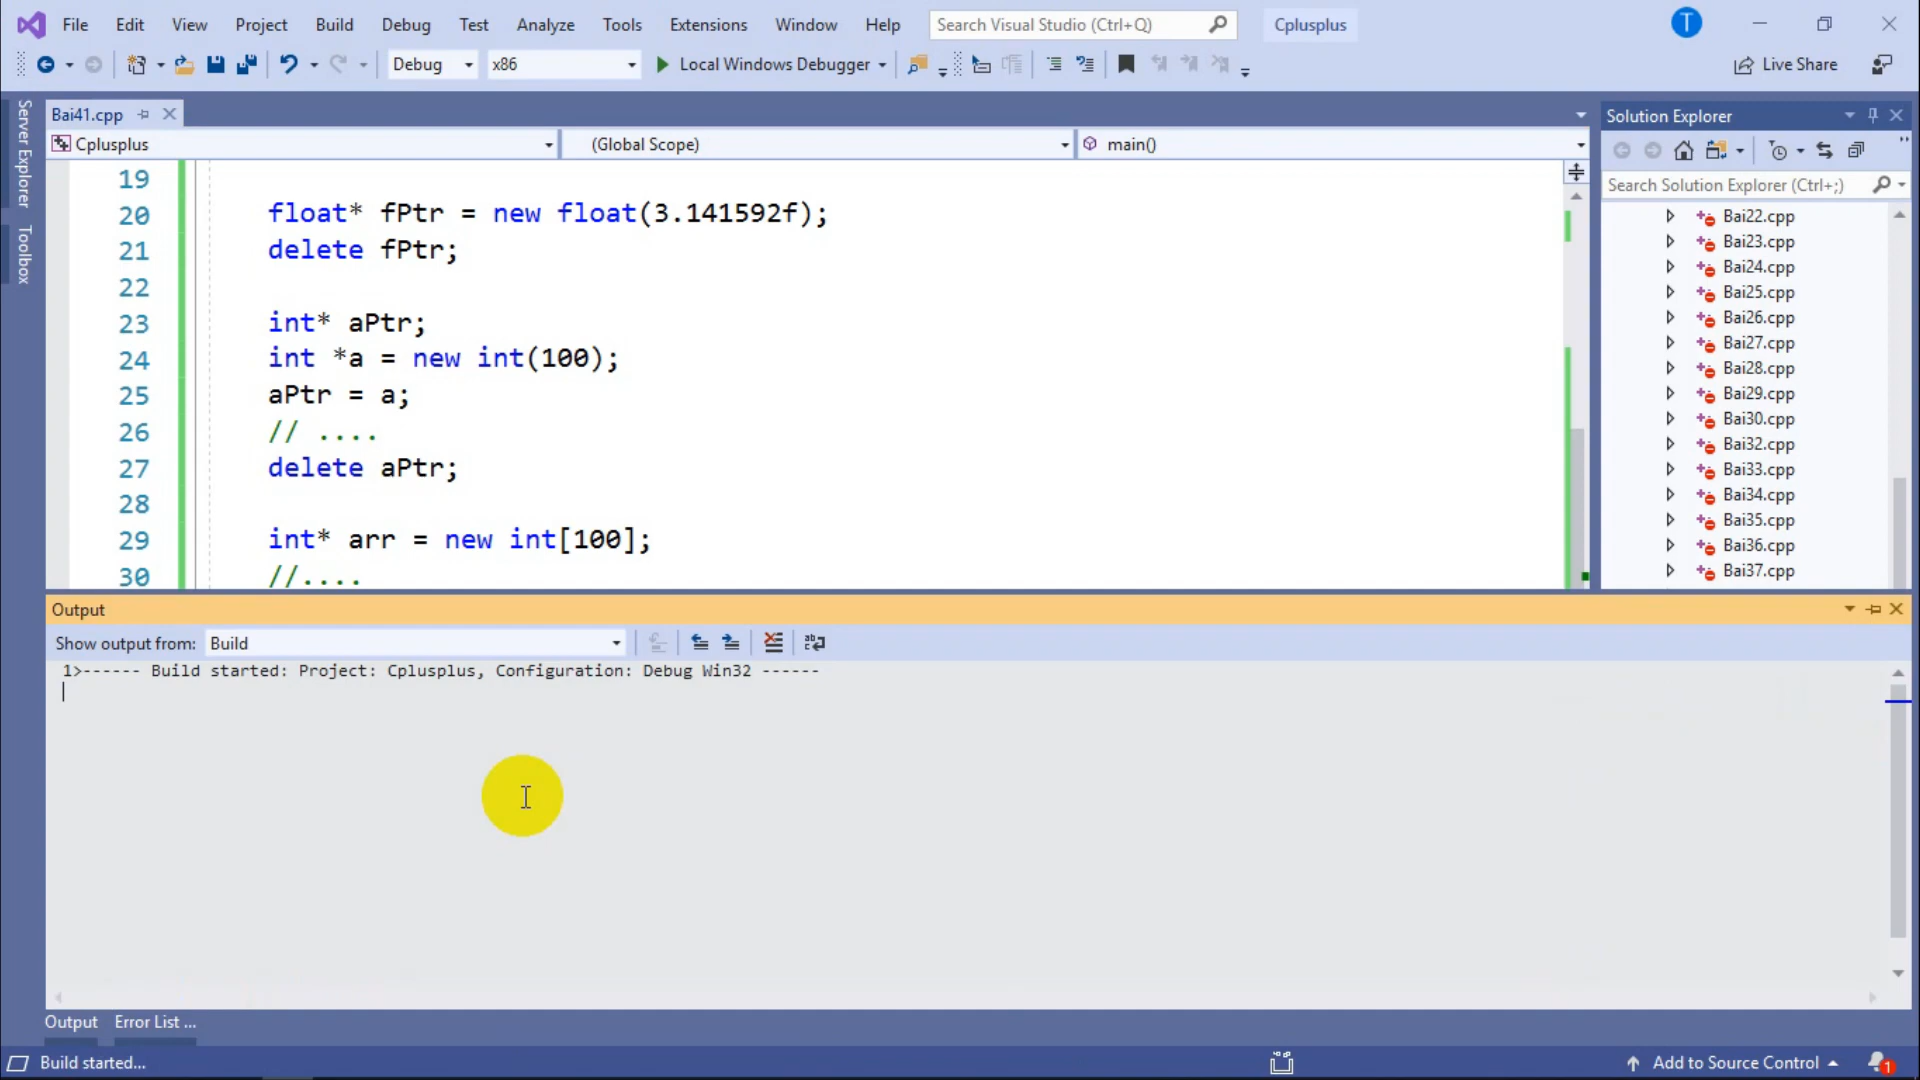 File Edit View Project Build Debug Test Analyze Tools Extensions Window Help Search Visual Studio (Ctrl+Q) Cplusplus T
Debug x86 Local Windows Debugger Live Share
Server Explorer
Toolbox
Bai41.cpp
Cplusplus (Global Scope) main()
19
20 float* fPtr = new float(3.141592f);
21 delete fPtr;
22
23 int* aPtr;
24 int *a = new int(100);
25 aPtr = a;
26 // ....
27 delete aPtr;
28
29 int* arr = new int[100];
30 //....
Solution Explorer
Search Solution Explorer (Ctrl+;)
Bai22.cpp
Bai23.cpp
Bai24.cpp
Bai25.cpp
Bai26.cpp
Bai27.cpp
Bai28.cpp
Bai29.cpp
Bai30.cpp
Bai32.cpp
Bai33.cpp
Bai34.cpp
Bai35.cpp
Bai36.cpp
Bai37.cpp
Output
Show output from: Build
1>------ Build started: Project: Cplusplus, Configuration: Debug Win32 ------
Output Error List ...
Build started... Add to Source Control 1